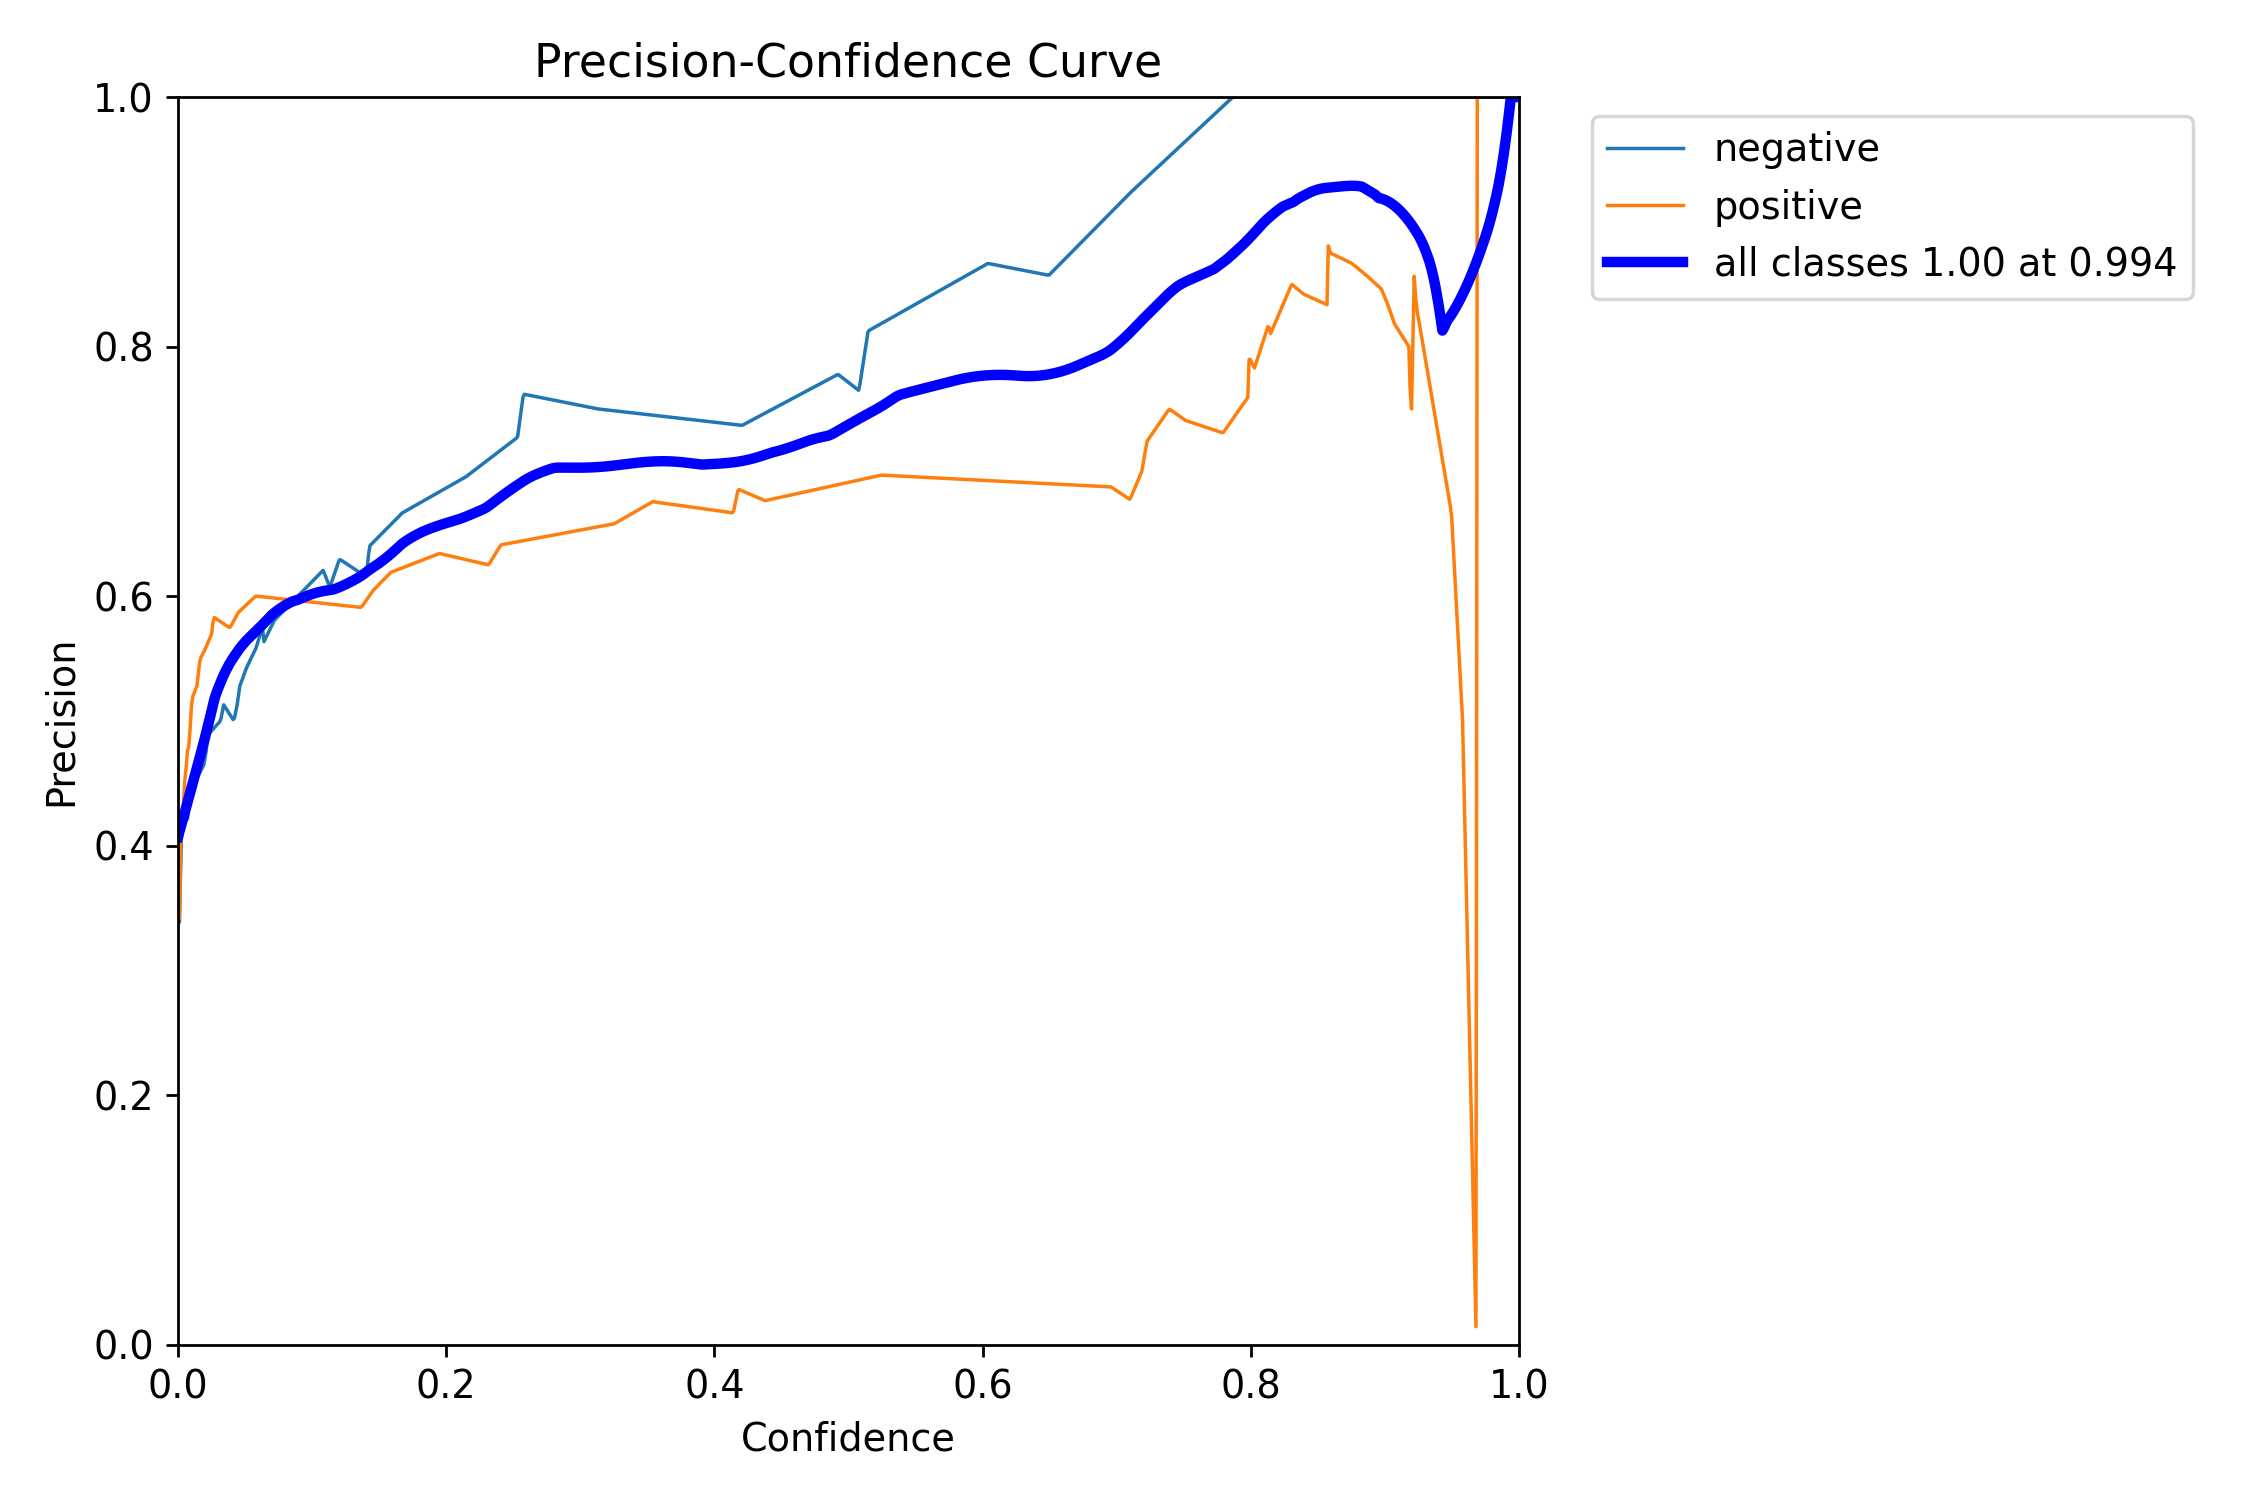 Precision-Confidence Curve
1.0
0.8
0.6
0.4
0.2
0.0
Precision
0.0 0.2 0.4 0.6 0.8 1.0
Confidence
negative
positive
all classes 1.00 at 0.994